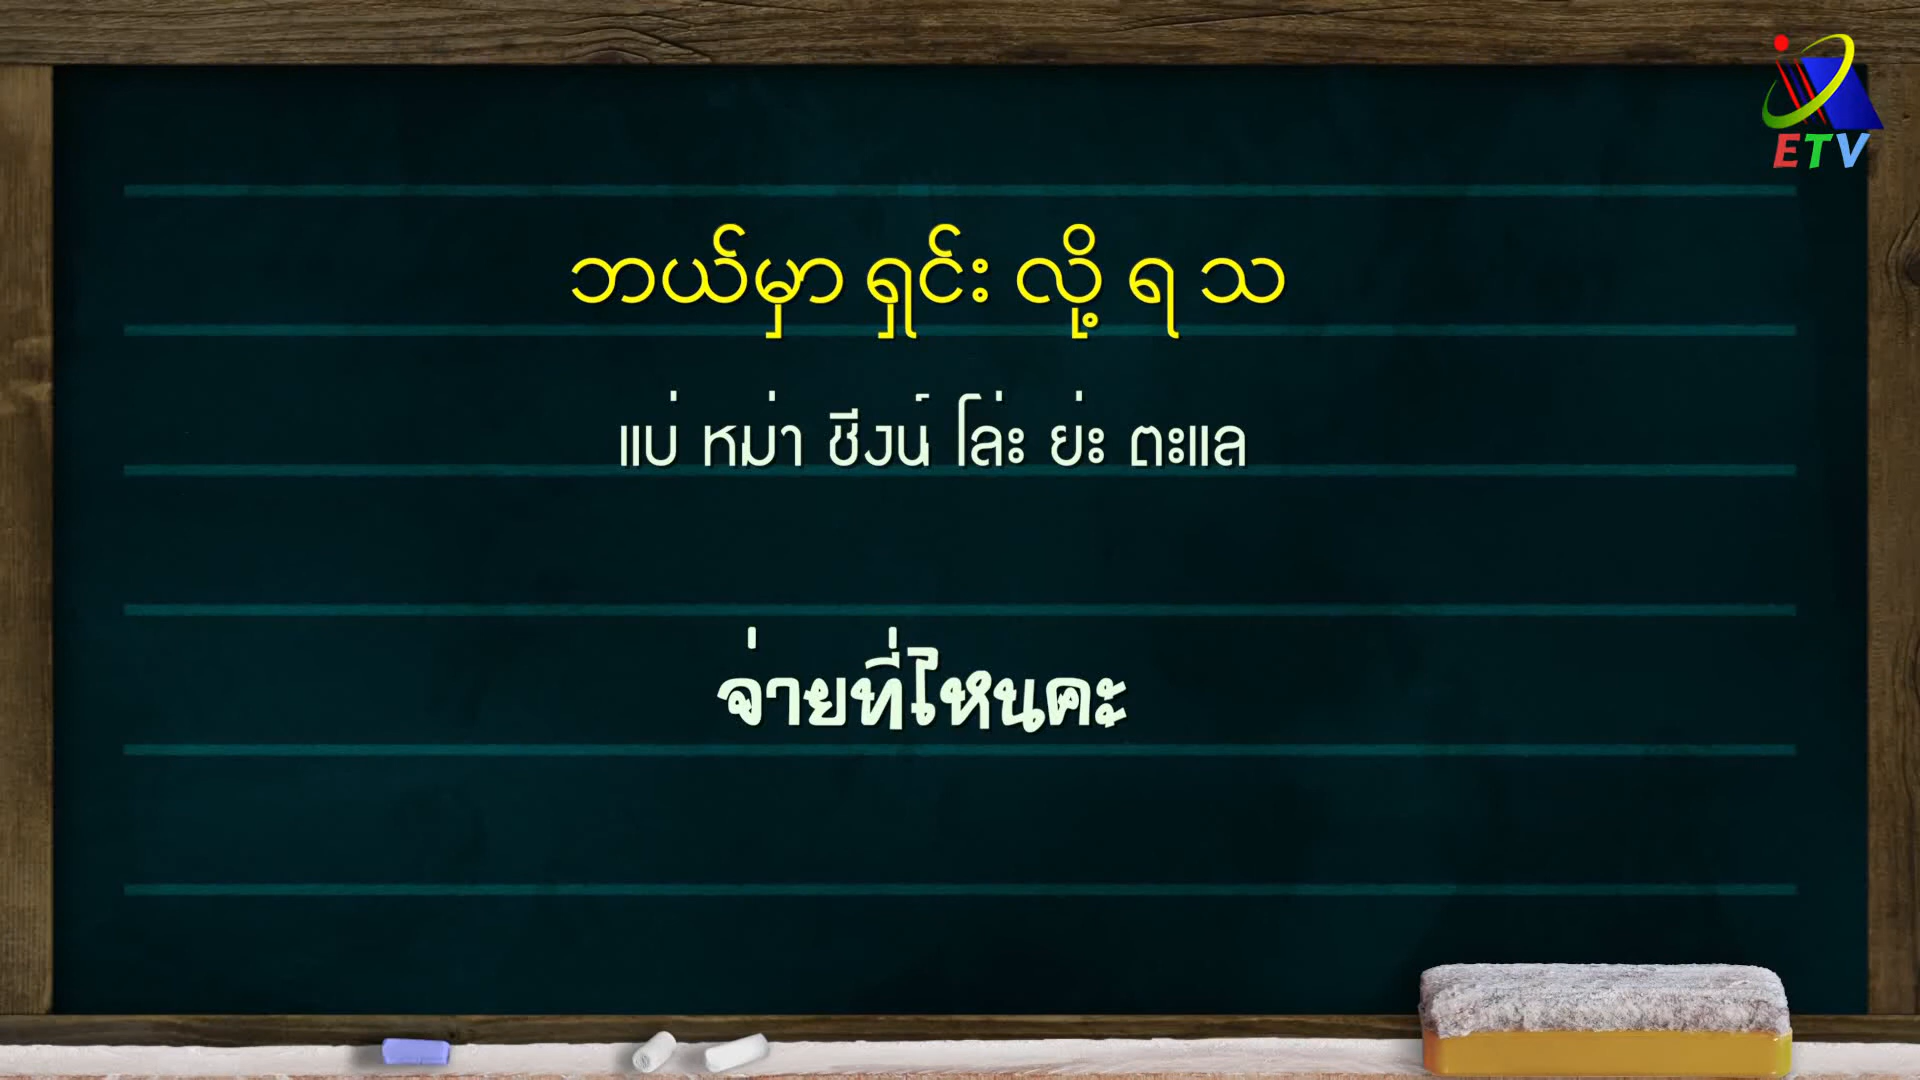 ETV
ဘယ်မှာ ရှင်း လို့ ရ သ
แบ่ หม่า ชีงน์ โล่ะ ย่ะ ตะแล
จ่ายที่ไหนคะ